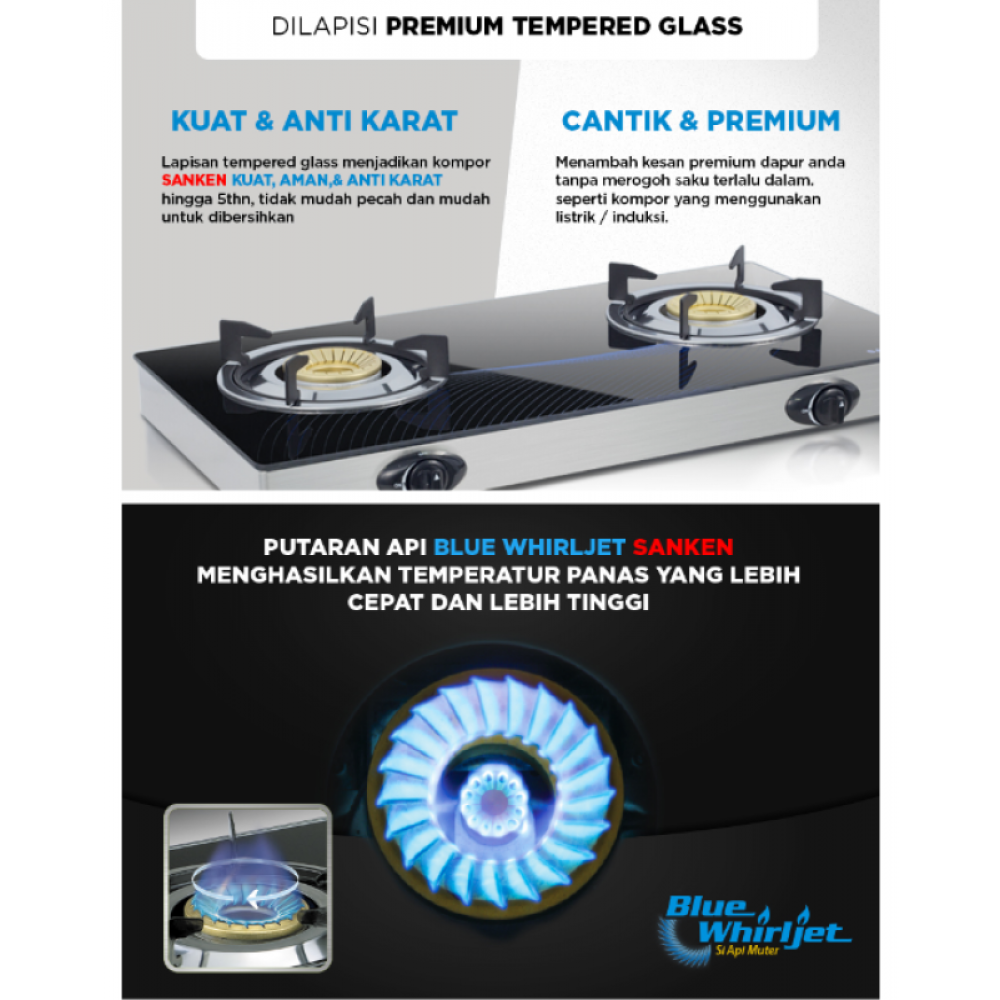 DILAPISI PREMIUM TEMPERED GLASS
KUAT & ANTI KARAT
Lapisan tempered glass menjadikan kompor
SANKEN KUAT, AMAN,& ANTI KARAT
hingga 5thn, tidak mudah pecah dan mudah
untuk dibersihkan
CANTIK & PREMIUM
Menambah kesan premium dapur anda
tanpa merogoh saku terlalu dalam.
seperti kompor yang menggunakan
listrik / induksi.
PUTARAN API BLUE WHIRLJET SANKEN
MENGHASILKAN TEMPERATUR PANAS YANG LEBIH
CEPAT DAN LEBIH TINGGI
Blue
Whirljet
Si Api Muter